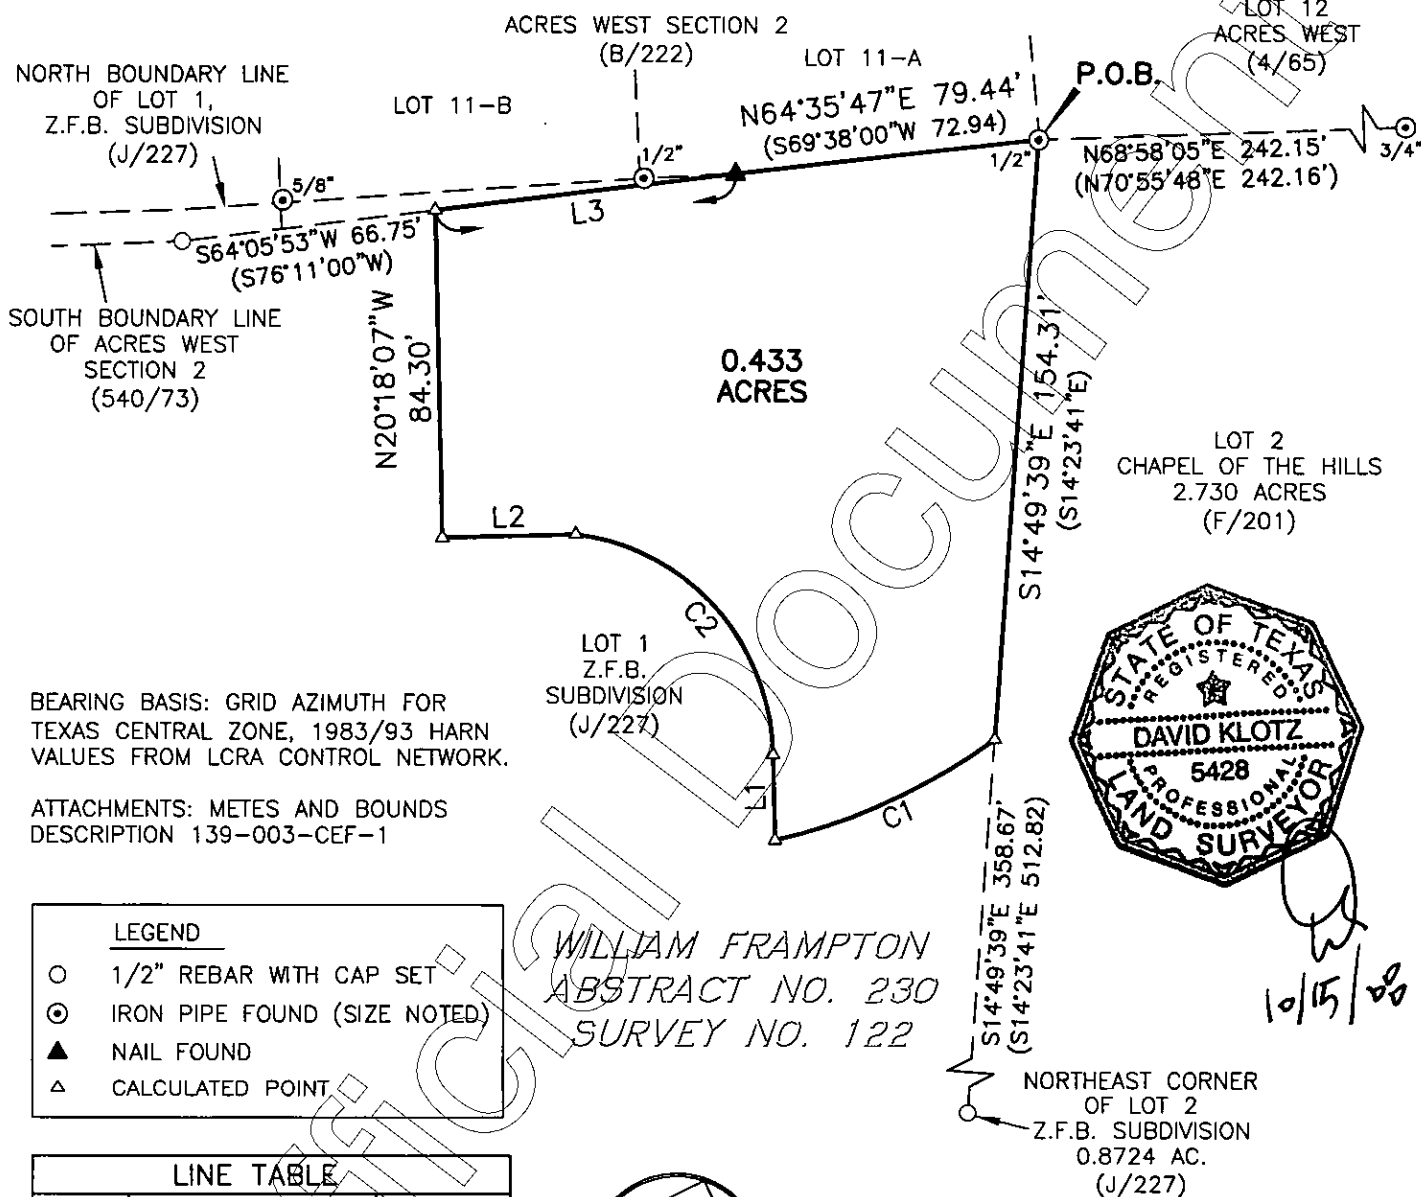 ACRES WEST SECTION 2
(B/222)
LOT 12
ACRES WEST
(4/65)
NORTH BOUNDARY LINE
OF LOT 1,
Z.F.B. SUBDIVISION
(J/227)
LOT 11-B
LOT 11-A
P.O.B.
N64°35'47"E 79.44'
(S69°38'00"W 72.94)
5/8"
1/2"
1/2"
N68°58'05"E 242.15'
(N70°55'48"E 242.16')
3/4"
L3
S64°05'53"W 66.75'
(S76°11'00"W)
SOUTH BOUNDARY LINE
OF ACRES WEST
SECTION 2
(540/73)
N20°18'07"W
84.30'
0.433
ACRES
S14°49'39"E 154.31'
(S14°23'41"E)
LOT 2
CHAPEL OF THE HILLS
2.730 ACRES
(F/201)
L2
C2
LOT 1
Z.F.B.
SUBDIVISION
(J/227)
L1
C1
STATE OF TEXAS
REGISTERED
DAVID KLOTZ
5428
PROFESSIONAL
LAND SURVEYOR
10/15/00
BEARING BASIS: GRID AZIMUTH FOR
TEXAS CENTRAL ZONE, 1983/93 HARN
VALUES FROM LCRA CONTROL NETWORK.
ATTACHMENTS: METES AND BOUNDS
DESCRIPTION 139-003-CEF-1
S14°49'39"E 358.67'
(S14°23'41"E 512.82)
LEGEND
1/2" REBAR WITH CAP SET
IRON PIPE FOUND (SIZE NOTED)
NAIL FOUND
CALCULATED POINT
WILLIAM FRAMPTON
ABSTRACT NO. 230
SURVEY NO. 122
NORTHEAST CORNER
OF LOT 2
Z.F.B. SUBDIVISION
0.8724 AC.
(J/227)
LINE TABLE
ficial Document